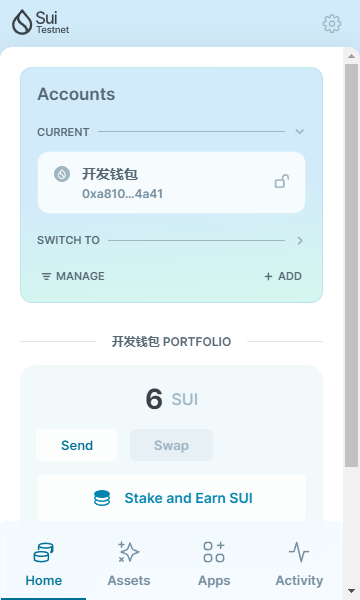 Sui
Testnet
Accounts
CURRENT
开发钱包
0xa810...4a41
SWITCH TO
MANAGE
ADD
开发钱包 PORTFOLIO
6 SUI
Send
Swap
Stake and Earn SUI
Home
Assets
Apps
Activity